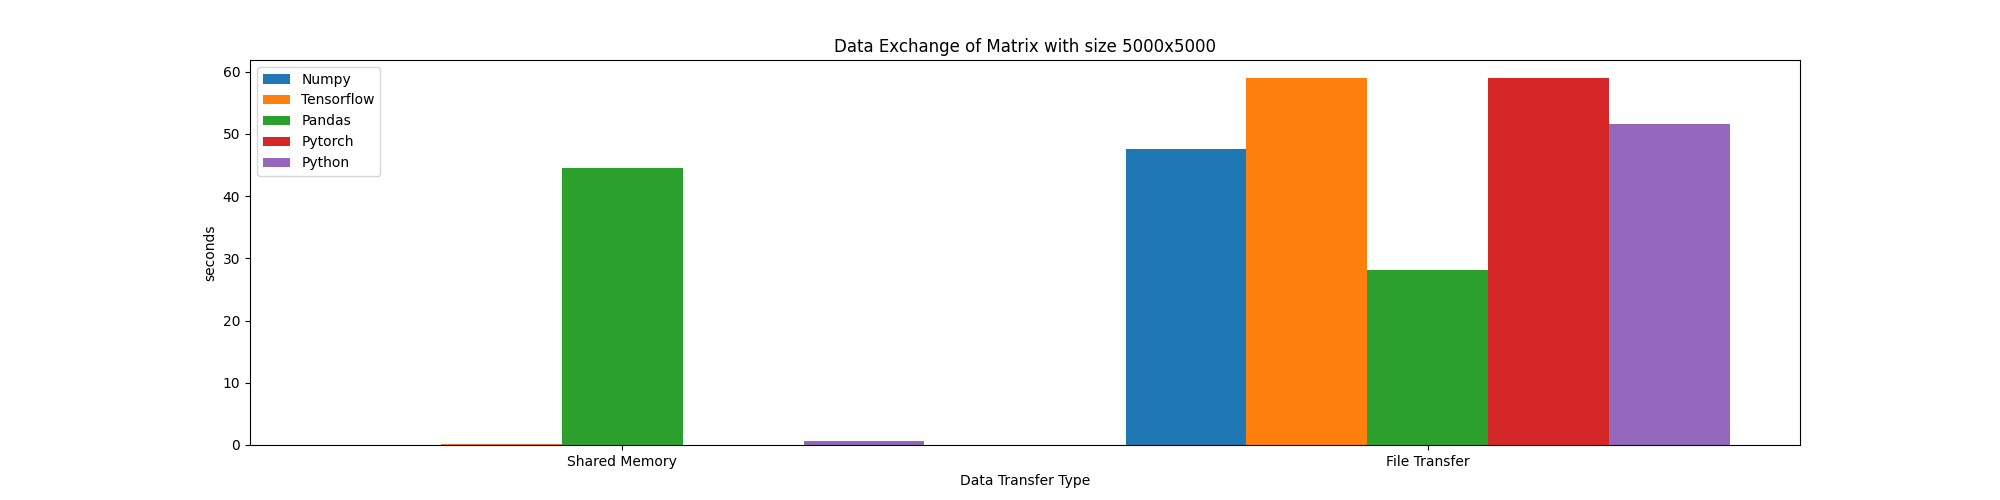 Data Exchange of Matrix with size 5000x5000
Numpy
Tensorflow
Pandas
Pytorch
Python
60
50
40
30
20
10
0
seconds
Shared Memory
File Transfer
Data Transfer Type